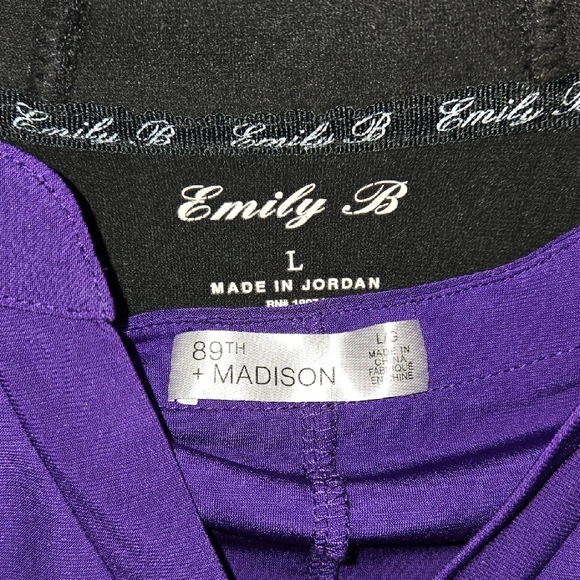 Emily B Emily B Emily B
Emily B
L
MADE IN JORDAN
89TH
+ MADISON
L/G
MADE IN
CHINA
FABRIQUÉ
EN CHINE